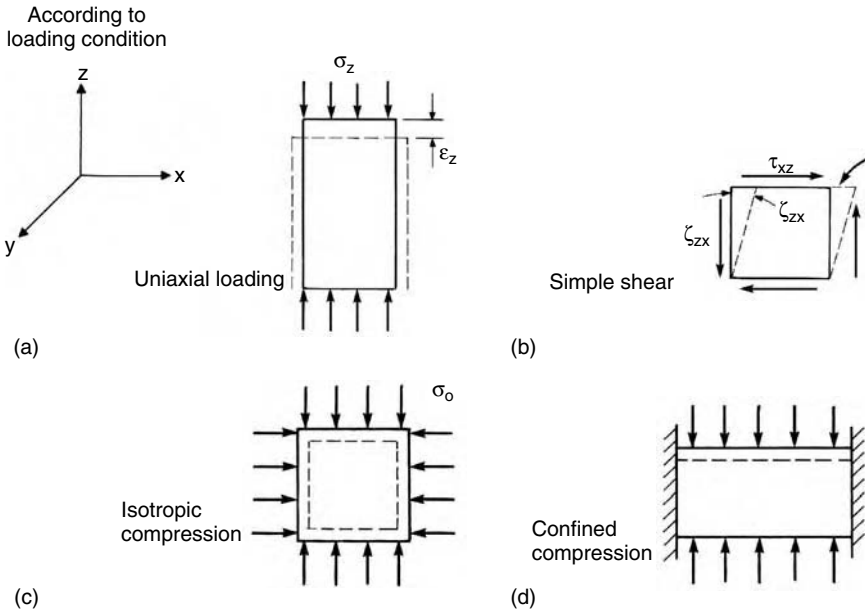 According to
loading condition
z
x
y
σz
εz
Uniaxial loading
(a)
τxz
ζzx
ζzx
Simple shear
(b)
σo
Isotropic
compression
(c)
Confined
compression
(d)